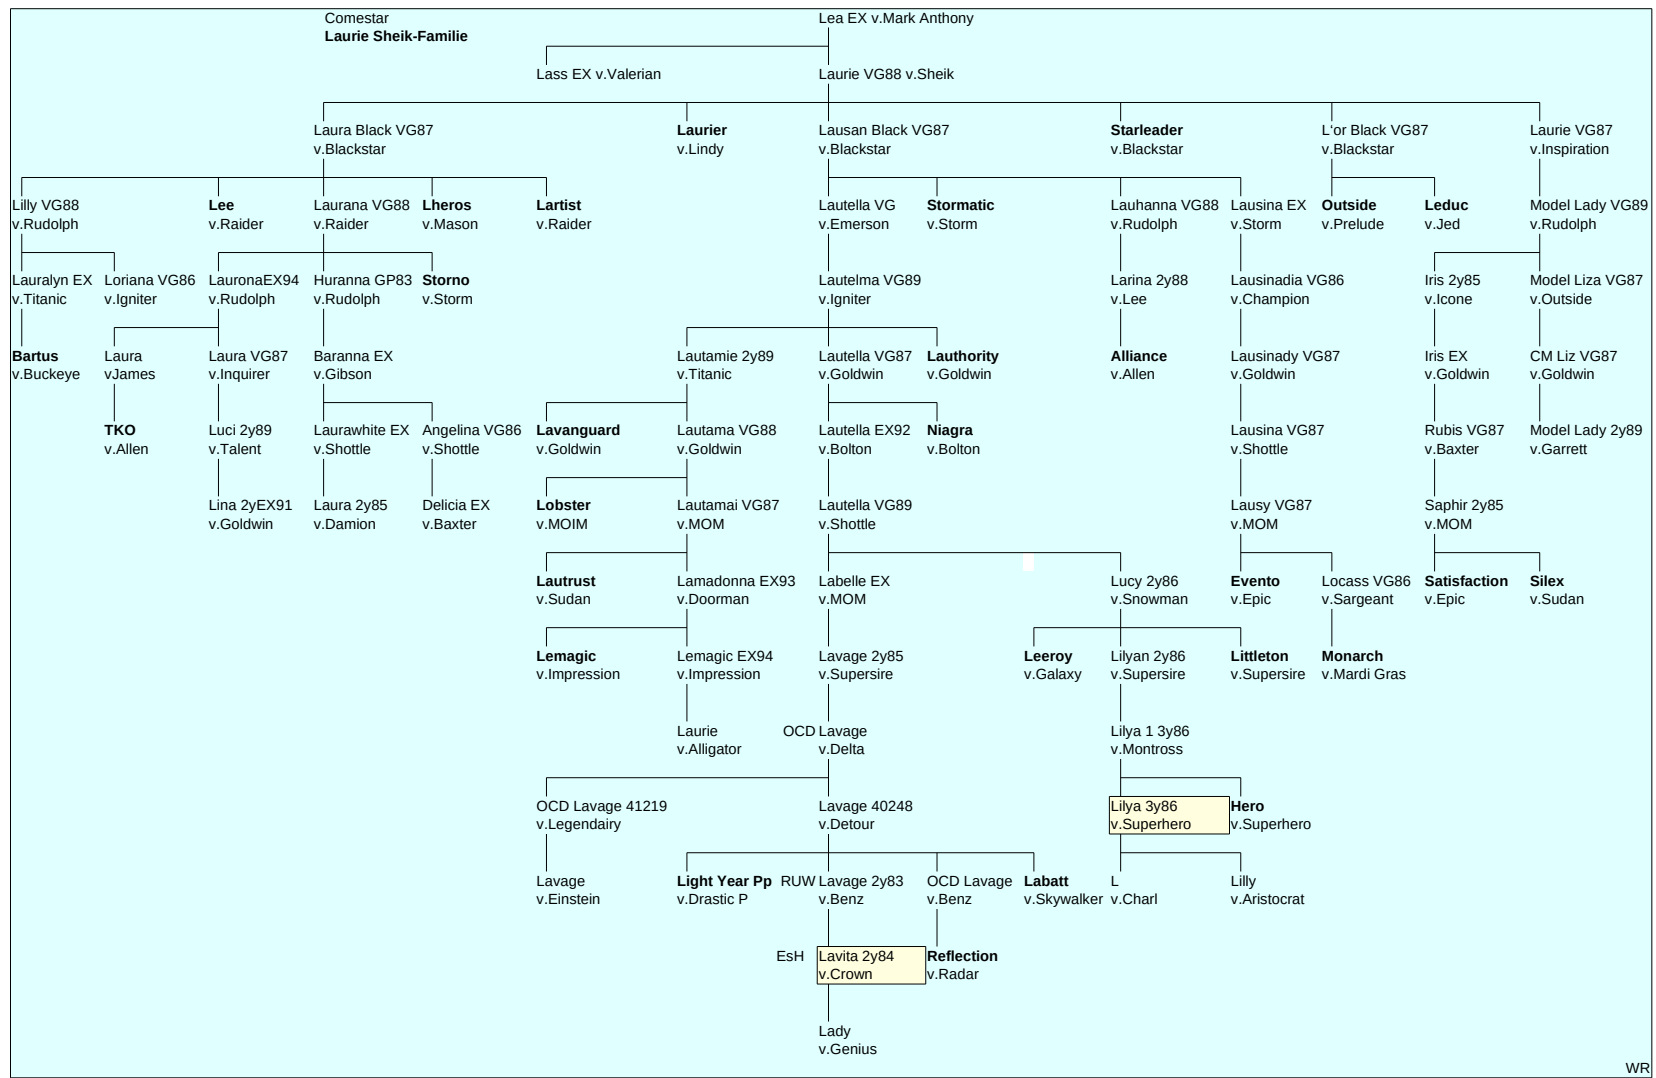 Comestar
Laurie Sheik-Familie
Lea EX v.Mark Anthony
Lass EX v.Valerian
Laurie VG88 v.Sheik
Laura Black VG87
v.Blackstar
Laurier
v.Lindy
Lausan Black VG87
v.Blackstar
Starleader
v.Blackstar
L'or Black VG87
v.Blackstar
Laurie VG87
v.Inspiration
Lilly VG88
v.Rudolph
Lee
v.Raider
Laurana VG88
v.Raider
Lheros
v.Mason
Lartist
v.Raider
Lautella VG
v.Emerson
Stormatic
v.Storm
Lauhanna VG88
v.Rudolph
Lausina EX
v.Storm
Outside
v.Prelude
Leduc
v.Jed
Model Lady VG89
v.Rudolph
Lauralyn EX
v.Titanic
Loriana VG86
v.Igniter
LauronaEX94
v.Rudolph
Huranna GP83
v.Rudolph
Storno
v.Storm
Lautelma VG89
v.Igniter
Larina 2y88
v.Lee
Lausinadia VG86
v.Champion
Iris 2y85
v.Icone
Model Liza VG87
v.Outside
Bartus
v.Buckeye
Laura
vJames
Laura VG87
v.Inquirer
Baranna EX
v.Gibson
Lautamie 2y89
v.Titanic
Lautella VG87
v.Goldwin
Lauthority
v.Goldwin
Alliance
v.Allen
Lausinady VG87
v.Goldwin
Iris EX
v.Goldwin
CM Liz VG87
v.Goldwin
TKO
v.Allen
Luci 2y89
v.Talent
Laurawhite EX
v.Shottle
Angelina VG86
v.Shottle
Lavanguard
v.Goldwin
Lautama VG88
v.Goldwin
Lautella EX92
v.Bolton
Niagra
v.Bolton
Lausina VG87
v.Shottle
Rubis VG87
v.Baxter
Model Lady 2y89
v.Garrett
Lina 2yEX91
v.Goldwin
Laura 2y85
v.Damion
Delicia EX
v.Baxter
Lobster
v.MOIM
Lautamai VG87
v.MOM
Lautella VG89
v.Shottle
Lausy VG87
v.MOM
Saphir 2y85
v.MOM
Lautrust
v.Sudan
Lamadonna EX93
v.Doorman
Labelle EX
v.MOM
Lucy 2y86
v.Snowman
Evento
v.Epic
Locass VG86
v.Sargeant
Satisfaction
v.Epic
Silex
v.Sudan
Lemagic
v.Impression
Lemagic EX94
v.Impression
Lavage 2y85
v.Supersire
Leeroy
v.Galaxy
Lilyan 2y86
v.Supersire
Littleton
v.Supersire
Monarch
v.Mardi Gras
Laurie
v.Alligator
OCD Lavage
v.Delta
Lilya 1 3y86
v.Montross
OCD Lavage 41219
v.Legendairy
Lavage 40248
v.Detour
Lilya 3y86
v.Superhero
Hero
v.Superhero
Lavage
v.Einstein
Light Year Pp
v.Drastic P
RUW Lavage 2y83
v.Benz
OCD Lavage
v.Benz
Labatt
v.Skywalker
L
v.Charl
Lilly
v.Aristocrat
EsH Lavita 2y84
v.Crown
Reflection
v.Radar
Lady
v.Genius
WR